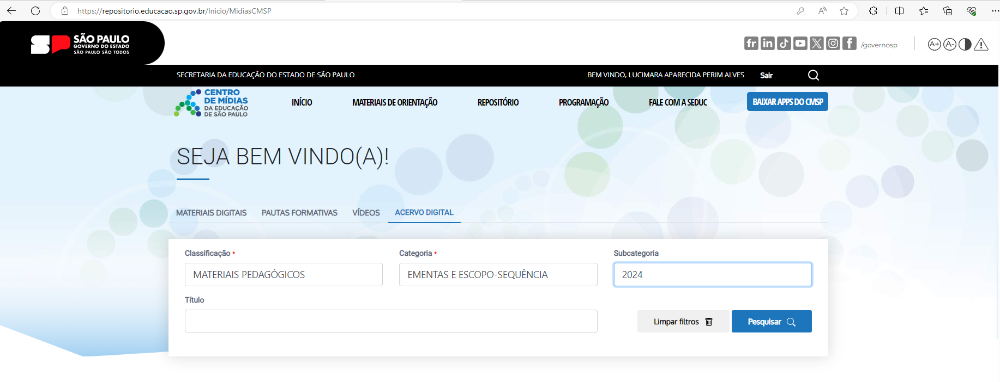 https://repositorio.educacao.sp.gov.br/Inicio/MidiasCMSP
SÃO PAULO
GOVERNO DO ESTADO
SÃO PAULO SÃO TODOS
/governosp
A+ A-
SECRETARIA DA EDUCAÇÃO DO ESTADO DE SÃO PAULO
BEM VINDO, LUCIMARA APARECIDA PERIM ALVES
Sair
CENTRO
DE MÍDIAS
DA EDUCAÇÃO
DE SÃO PAULO
INÍCIO
MATERIAIS DE ORIENTAÇÃO
REPOSITÓRIO
PROGRAMAÇÃO
FALE COM A SEDUC
BAIXAR APPS DO CMSP
SEJA BEM VINDO(A)!
MATERIAIS DIGITAIS
PAUTAS FORMATIVAS
VÍDEOS
ACERVO DIGITAL
Classificação *
Categoria *
Subcategoria
MATERIAIS PEDAGÓGICOS
EMENTAS E ESCOPO-SEQUÊNCIA
2024
Título
Limpar filtros
Pesquisar